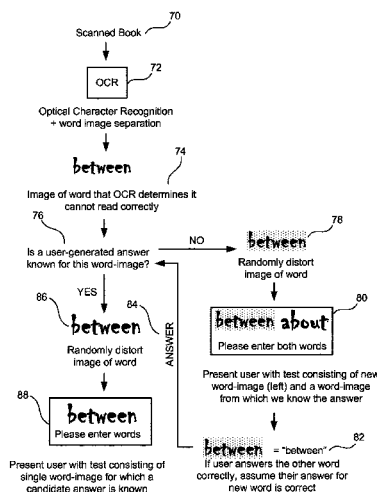 70
Scanned Book
72
OCR
Optical Character Recognition
+ word image separation
between
74
Image of word that OCR determines it
cannot read correctly
76
Is a user-generated answer
known for this word-image?
NO
78
between
Randomly distort
image of word
YES
84
ANSWER
86
between
Randomly distort
image of word
80
between about
Please enter both words
Present user with test consisting of new
word-image (left) and a word-image
from which we know the answer
88
between
Please enter words
Present user with test consisting of
single word-image for which a
candidate answer is known
between = "between"
82
If user answers the other word
correctly, assume their answer for
new word is correct